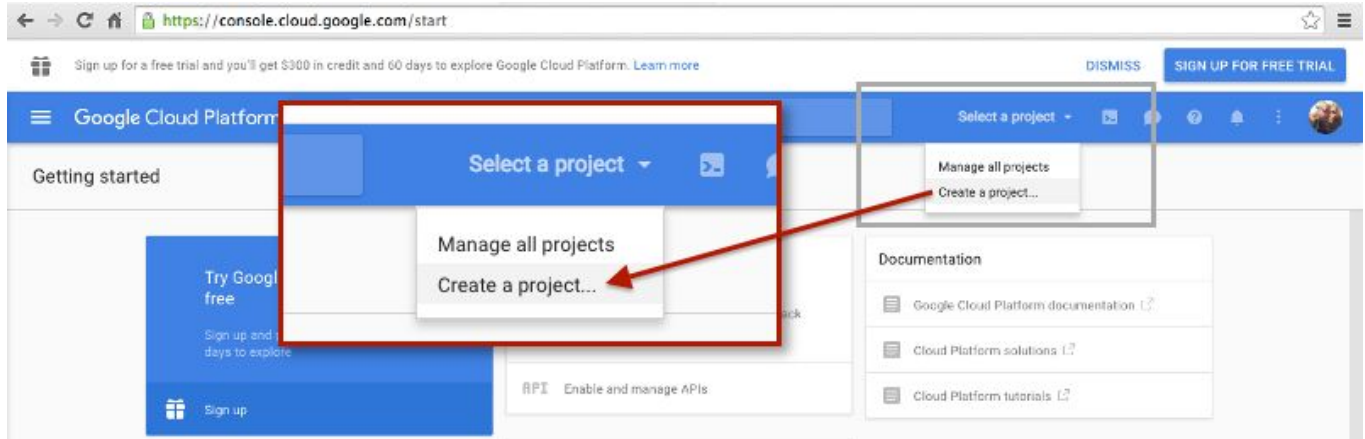 https://console.cloud.google.com/start
Sign up for a free trial and you'll get $300 in credit and 60 days to explore Google Cloud Platform. Learn more
DISMISS
SIGN UP FOR FREE TRIAL
Google Cloud Platform
Select a project
Getting started
Manage all projects
Create a project...
Select a project
Manage all projects
Create a project...
Try Googl
free
Sign up and
days to explore
Sign up
ack
API Enable and manage APIs
Documentation
Google Cloud Platform documentation
Cloud Platform solutions
Cloud Platform tutorials